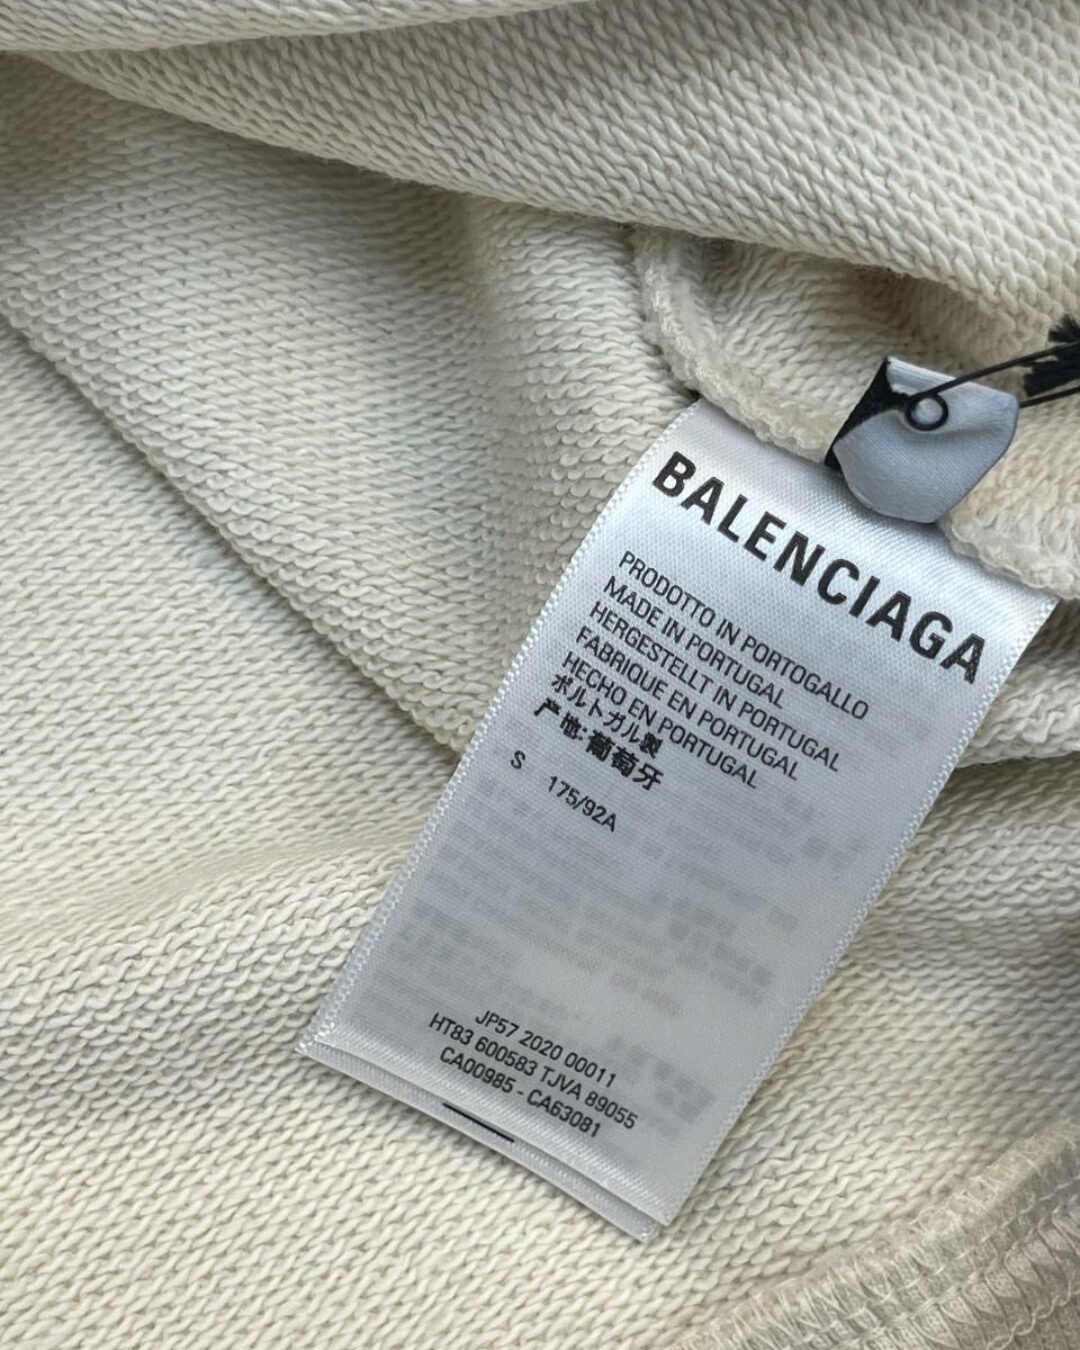 BALENCIAGA
PRODOTTO IN PORTOGALLO
MADE IN PORTUGAL
HERGESTELLT IN PORTUGAL
FABRIQUE EN PORTUGAL
HECHO EN PORTUGAL
ポルトガル製
产地:葡萄牙
S 175/92A
JP57 2020 00011
HT83 600583 TJVA 89055
CA00985 - CA63081